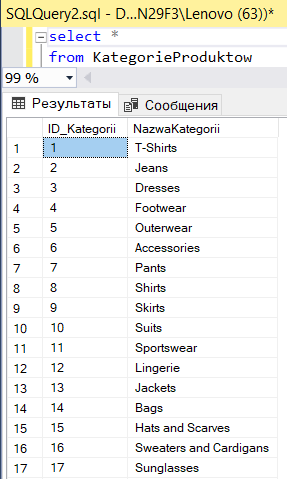 SQLQuery2.sql - D...N29F3\Lenovo (63))*
select *
from KategorieProduktow
99 %
Результаты Сообщения
ID_Kategorii NazwaKategorii
1 1 T-Shirts
2 2 Jeans
3 3 Dresses
4 4 Footwear
5 5 Outerwear
6 6 Accessories
7 7 Pants
8 8 Shirts
9 9 Skirts
10 10 Suits
11 11 Sportswear
12 12 Lingerie
13 13 Jackets
14 14 Bags
15 15 Hats and Scarves
16 16 Sweaters and Cardigans
17 17 Sunglasses